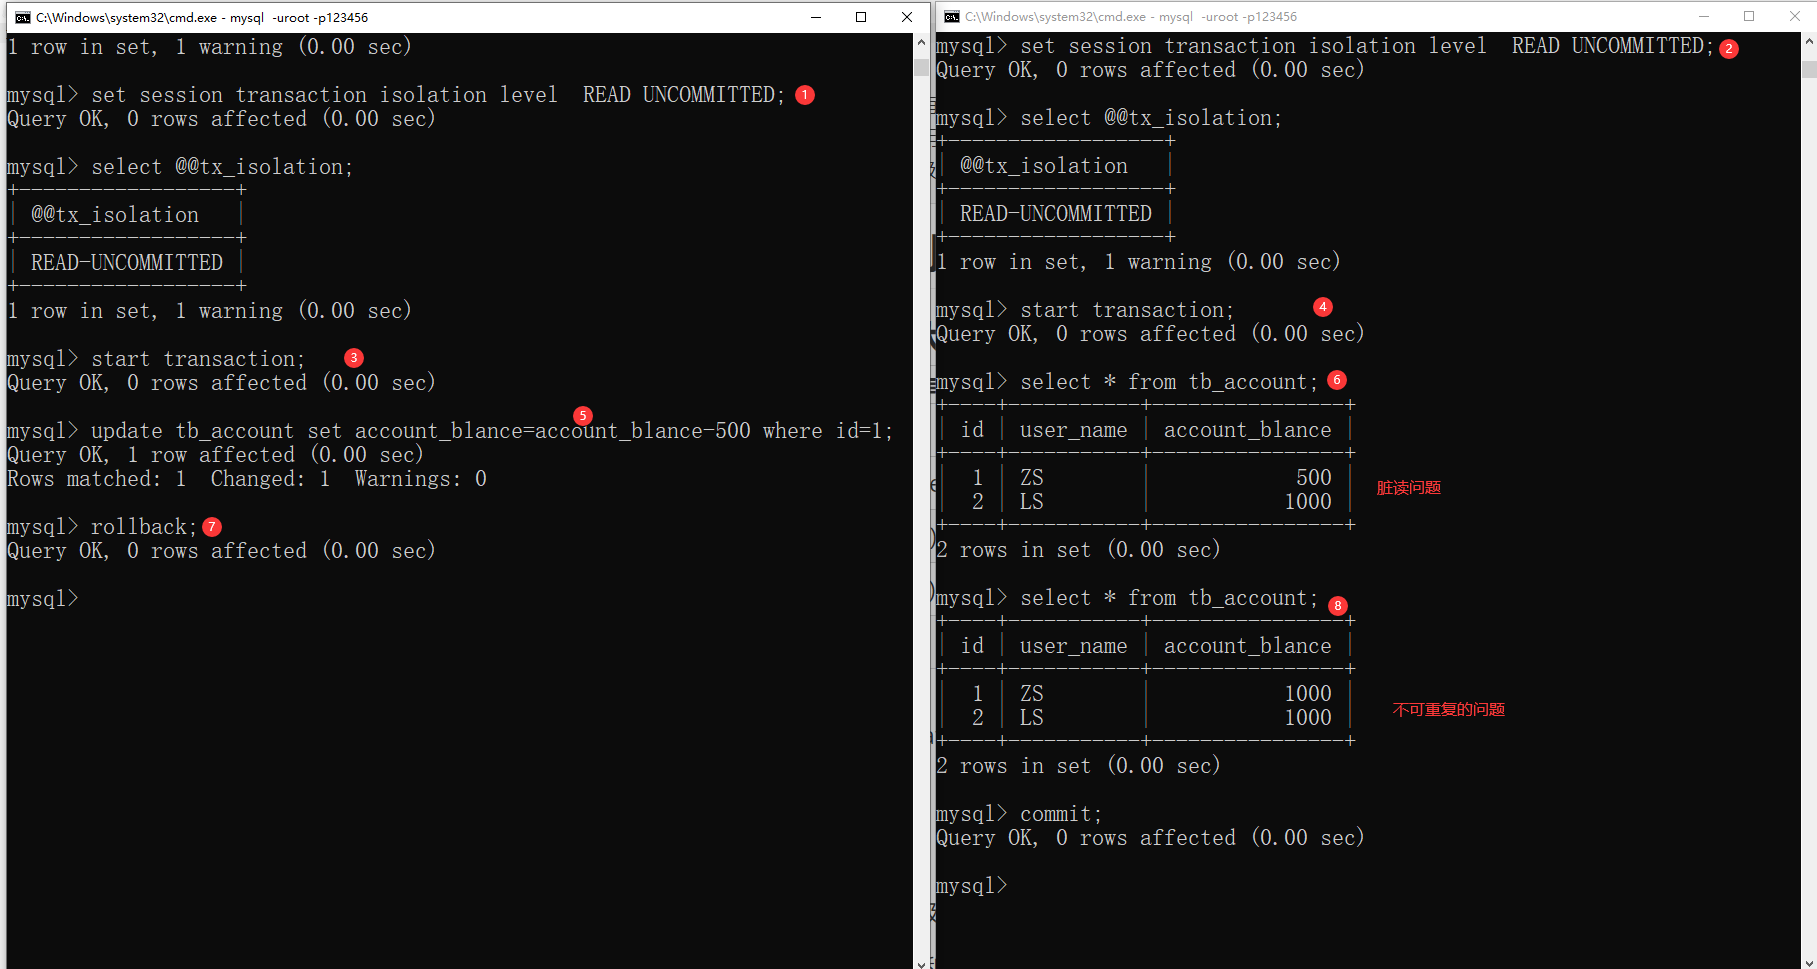 C:\Windows\system32\cmd.exe - mysql  -uroot -p123456
1 row in set, 1 warning (0.00 sec)
mysql> set session transaction isolation level  READ UNCOMMITTED; 1
Query OK, 0 rows affected (0.00 sec)
mysql> select @@tx_isolation;
+------------------+
| @@tx_isolation   |
+------------------+
| READ-UNCOMMITTED |
+------------------+
1 row in set, 1 warning (0.00 sec)
mysql> start transaction; 3
Query OK, 0 rows affected (0.00 sec)
5
mysql> update tb_account set account_blance=account_blance-500 where id=1;
Query OK, 1 row affected (0.00 sec)
Rows matched: 1  Changed: 1  Warnings: 0
mysql> rollback; 7
Query OK, 0 rows affected (0.00 sec)
mysql>
C:\Windows\system32\cmd.exe - mysql  -uroot -p123456
mysql> set session transaction isolation level  READ UNCOMMITTED; 2
Query OK, 0 rows affected (0.00 sec)
mysql> select @@tx_isolation;
+------------------+
| @@tx_isolation   |
+------------------+
| READ-UNCOMMITTED |
+------------------+
1 row in set, 1 warning (0.00 sec)
mysql> start transaction; 4
Query OK, 0 rows affected (0.00 sec)
mysql> select * from tb_account; 6
+----+-----------+----------------+
| id | user_name | account_blance |
+----+-----------+----------------+
|  1 | ZS        |            500 |
脏读问题
|  2 | LS        |           1000 |
+----+-----------+----------------+
2 rows in set (0.00 sec)
mysql> select * from tb_account; 8
+----+-----------+----------------+
| id | user_name | account_blance |
+----+-----------+----------------+
|  1 | ZS        |           1000 |
|  2 | LS        |           1000 |
不可重复的问题
+----+-----------+----------------+
2 rows in set (0.00 sec)
mysql> commit;
Query OK, 0 rows affected (0.00 sec)
mysql>